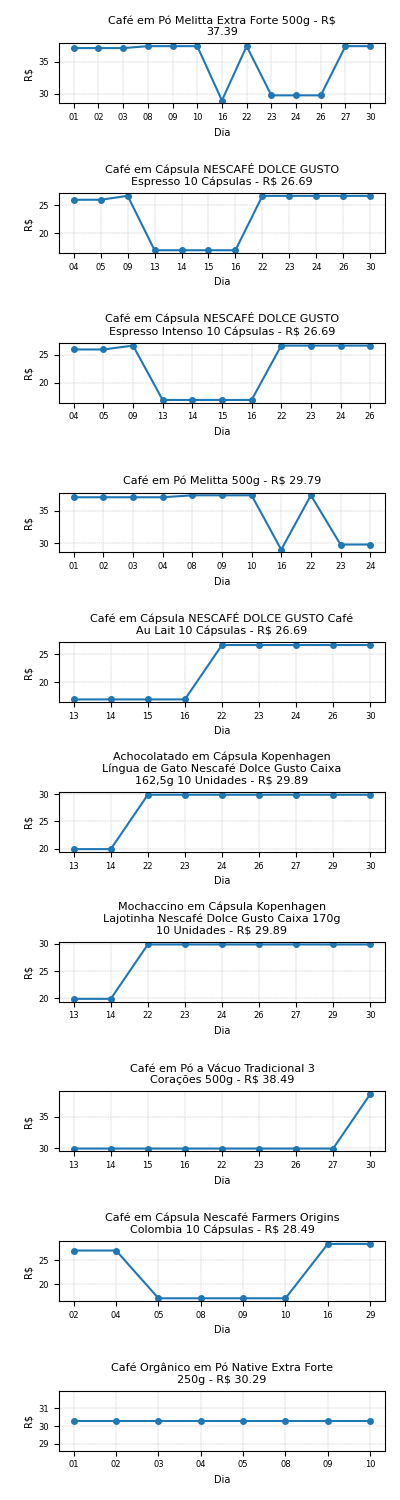 Café em Pó Melitta Extra Forte 500g - R$
37.39
R$
35
30
01 02 03 08 09 10 16 22 23 24 26 27 30
Dia
Café em Cápsula NESCAFÉ DOLCE GUSTO
Espresso 10 Cápsulas - R$ 26.69
R$
25
20
04 05 09 13 14 15 16 22 23 24 26 30
Dia
Café em Cápsula NESCAFÉ DOLCE GUSTO
Espresso Intenso 10 Cápsulas - R$ 26.69
R$
25
20
04 05 09 13 14 15 16 22 23 24 26
Dia
Café em Pó Melitta 500g - R$ 29.79
R$
35
30
01 02 03 04 08 09 10 16 22 23 24
Dia
Café em Cápsula NESCAFÉ DOLCE GUSTO Café
Au Lait 10 Cápsulas - R$ 26.69
R$
25
20
13 14 15 16 22 23 24 26 30
Dia
Achocolatado em Cápsula Kopenhagen
Língua de Gato Nescafé Dolce Gusto Caixa
162,5g 10 Unidades - R$ 29.89
R$
30
25
20
13 14 22 23 24 26 27 29 30
Dia
Mochaccino em Cápsula Kopenhagen
Lajotinha Nescafé Dolce Gusto Caixa 170g
10 Unidades - R$ 29.89
R$
30
25
20
13 14 22 23 24 26 27 29 30
Dia
Café em Pó a Vácuo Tradicional 3
Corações 500g - R$ 38.49
R$
35
30
13 14 15 16 22 23 26 27 30
Dia
Café em Cápsula Nescafé Farmers Origins
Colombia 10 Cápsulas - R$ 28.49
R$
25
20
02 04 05 08 09 10 16 29
Dia
Café Orgânico em Pó Native Extra Forte
250g - R$ 30.29
R$
31
30
29
01 02 03 04 05 08 09 10
Dia